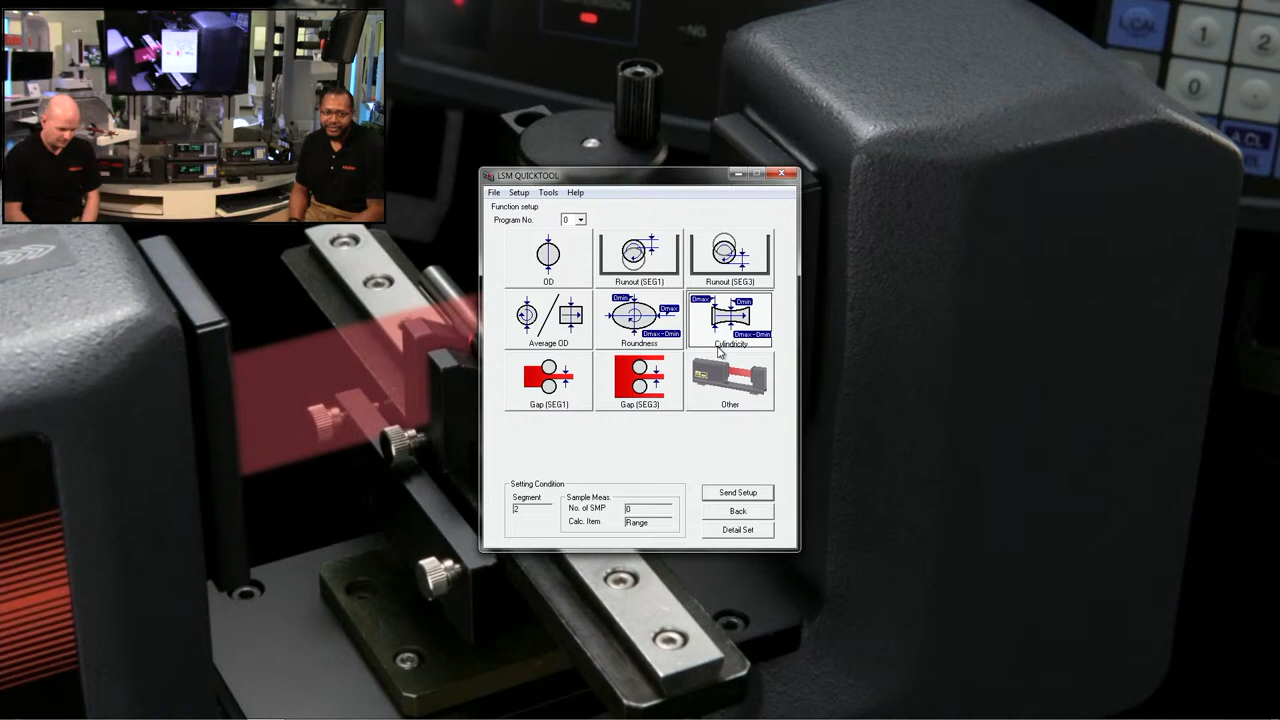 L.CAL
1
2
0
.
-NG
LSM QUICKTOOL
File Setup Tools Help
Function setup
Program No. 0
OD
Runout (SEG1)
Runout (SEG3)
Average OD
Dmin
Dmax
Dmax-Dmin
Roundness
Dmax
Dmin
Dmax-Dmin
Cylindricity
Gap (SEG1)
Gap (SEG3)
Other
Setting Condition
Segment
2
Sample Meas.
No. of SMP 0
Calc. Item Range
Send Setup
Back
Detail Set